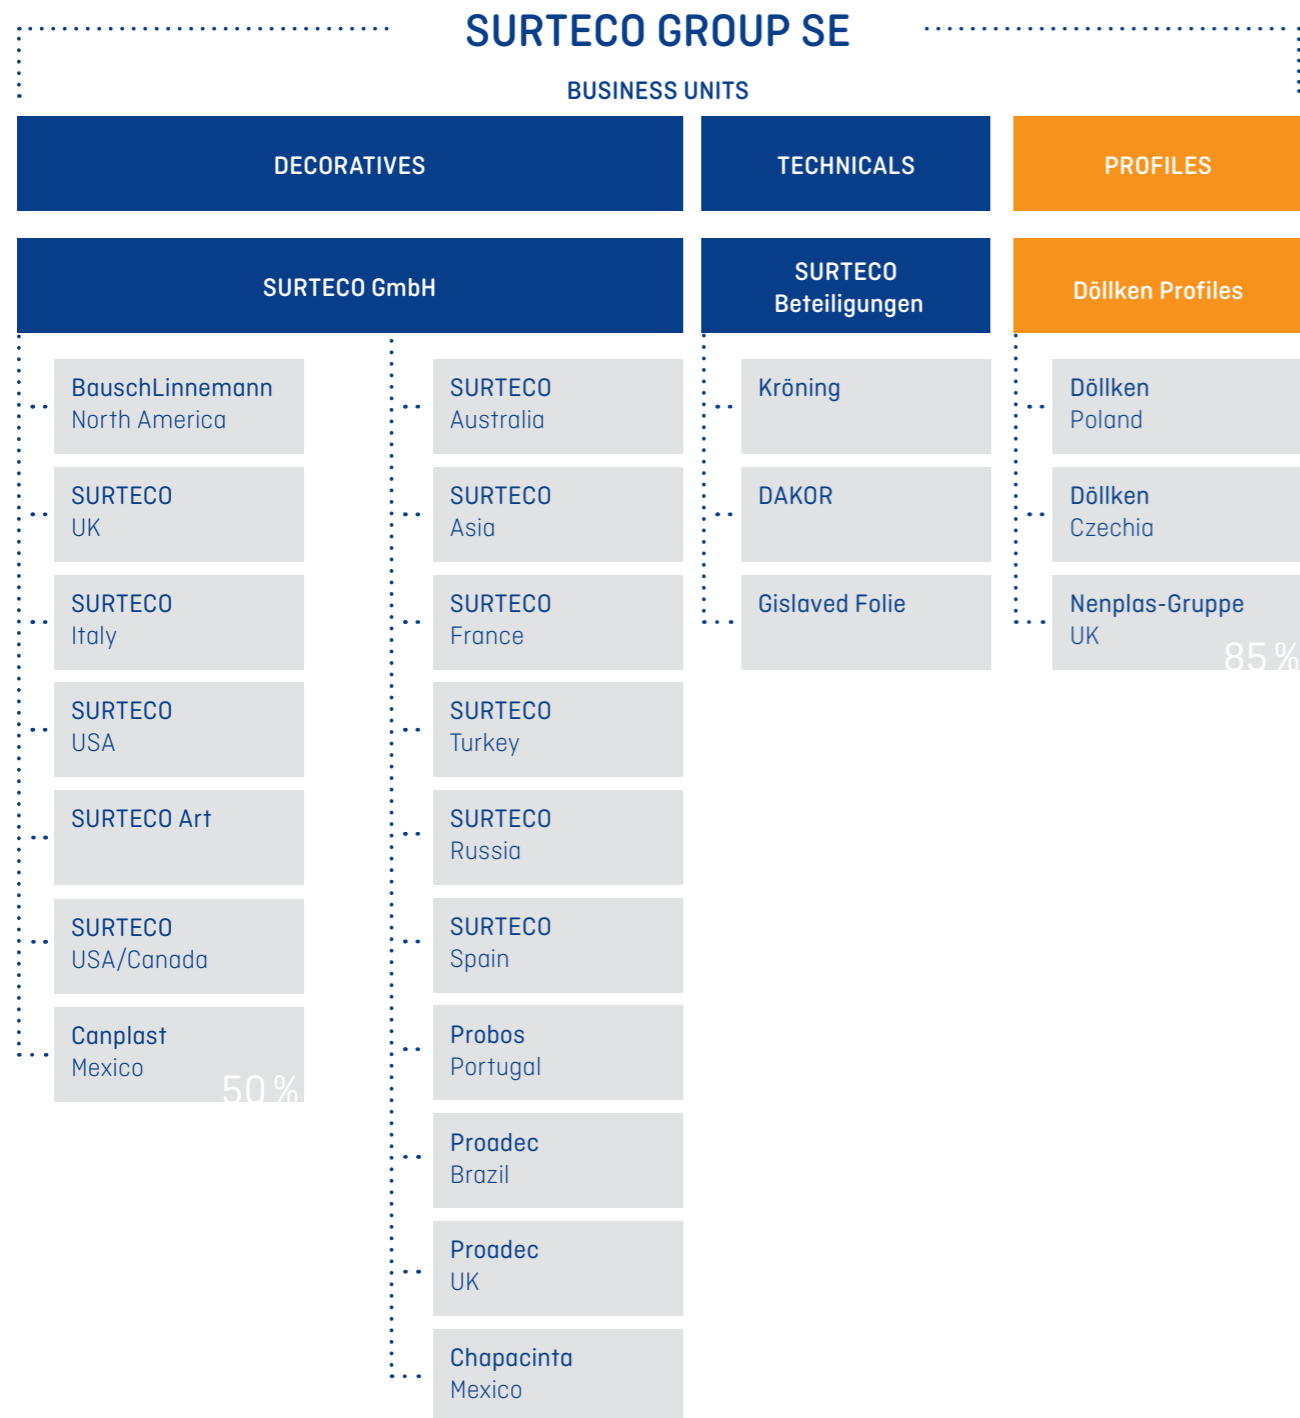 SURTECO GROUP SE
BUSINESS UNITS
DECORATIVES
TECHNICALS
PROFILES
SURTECO GmbH
SURTECO
Beteiligungen
Döllken Profiles
BauschLinnemann
North America
SURTECO
UK
SURTECO
Italy
SURTECO
USA
SURTECO Art
SURTECO
USA/Canada
Canplast
Mexico
50 %
SURTECO
Australia
SURTECO
Asia
SURTECO
France
SURTECO
Turkey
SURTECO
Russia
SURTECO
Spain
Probos
Portugal
Proadec
Brazil
Proadec
UK
Chapacinta
Mexico
Kröning
DAKOR
Gislaved Folie
Döllken
Poland
Döllken
Czechia
Nenplas-Gruppe
UK
85 %